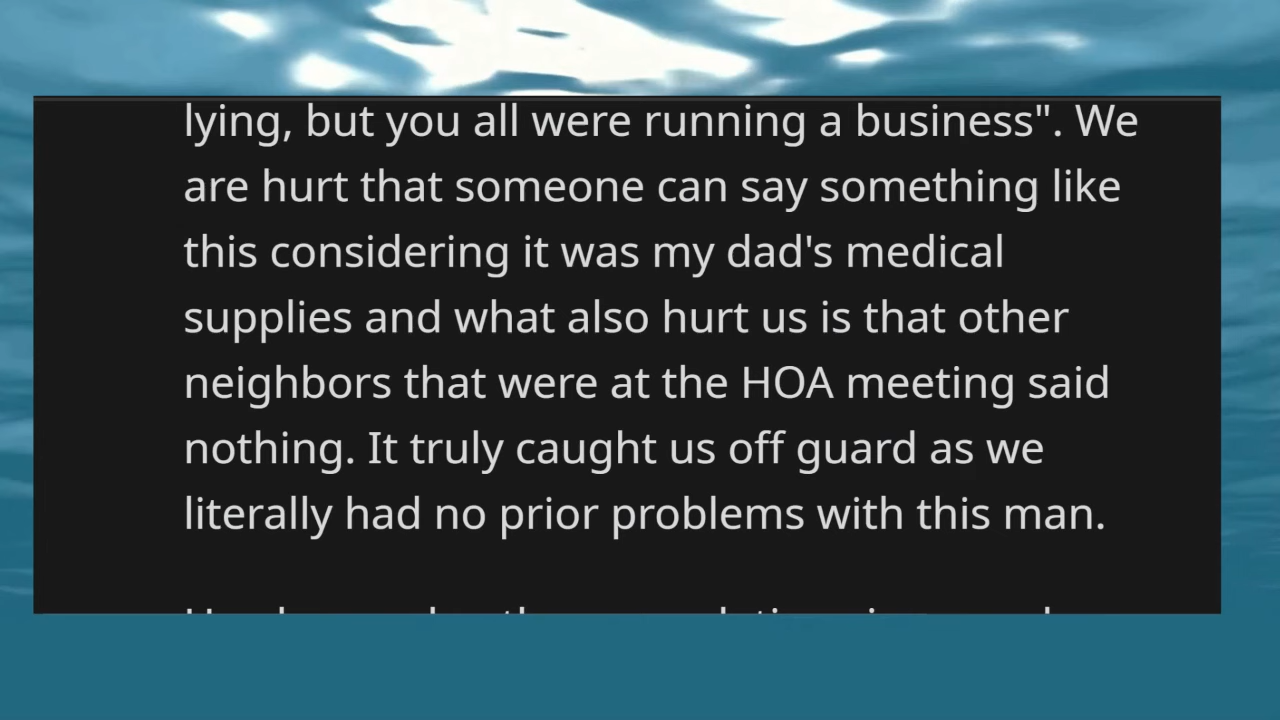 lying, but you all were running a business". We
are hurt that someone can say something like
this considering it was my dad's medical
supplies and what also hurt us is that other
neighbors that were at the HOA meeting said
nothing. It truly caught us off guard as we
literally had no prior problems with this man.